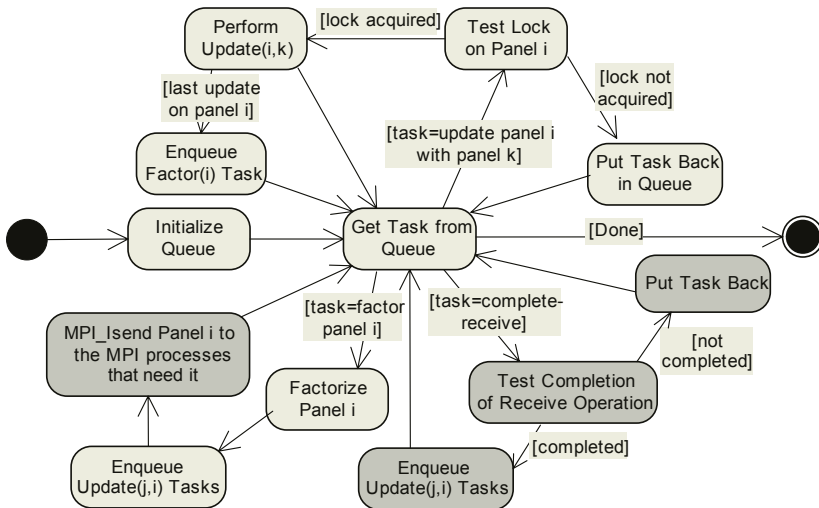 Perform
Update(i,k)
[lock acquired]
Test Lock
on Panel i
[last update
on panel i]
[lock not
acquired]
[task=update panel i
with panel k]
Enqueue
Factor(i) Task
Put Task Back
in Queue
Initialize
Queue
Get Task from
Queue
[Done]
Put Task Back
[task=factor
panel i]
[task=complete-
receive]
MPI_Isend Panel i to
the MPI processes
that need it
[not
completed]
Factorize
Panel i
Test Completion
of Receive Operation
[completed]
Enqueue
Update(j,i) Tasks
Enqueue
Update(j,i) Tasks